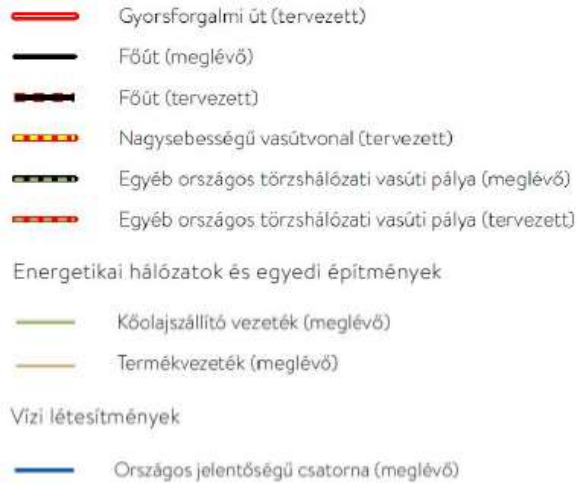 Gyorsforgalmi út (tervezett)
Főút (meglévő)
Főút (tervezett)
Nagysebességű vasútvonal (tervezett)
Egyéb országos törzshálózati vasúti pálya (meglévő)
Egyéb országos törzshálózati vasúti pálya (tervezett)
Energetikai hálózatok és egyedi építmények
Kőolajszállító vezeték (meglévő)
Termékvezeték (meglévő)
Vízi létesítmények
Országos jelentőségű csatorna (meglévő)